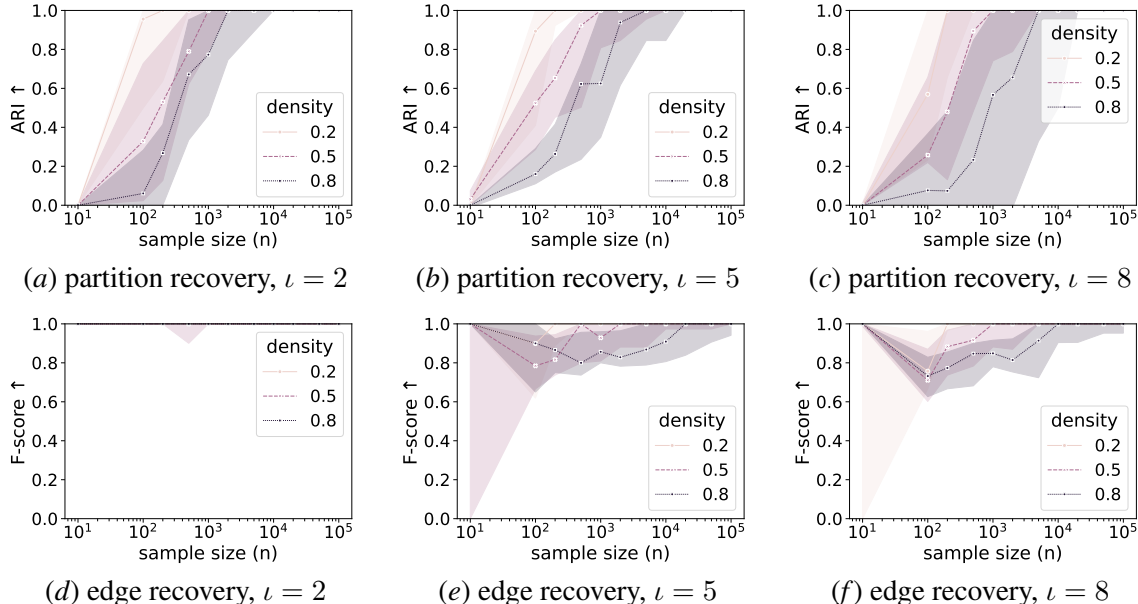 1.0
0.8
0.6
0.4
0.2
0.0
ARI ↑
density
0.2
0.5
0.8
10¹ 10² 10³ 10⁴ 10⁵
sample size (n)
(a) partition recovery, ι = 2
1.0
0.8
0.6
0.4
0.2
0.0
ARI ↑
density
0.2
0.5
0.8
10¹ 10² 10³ 10⁴ 10⁵
sample size (n)
(b) partition recovery, ι = 5
1.0
0.8
0.6
0.4
0.2
0.0
ARI ↑
density
0.2
0.5
0.8
10¹ 10² 10³ 10⁴ 10⁵
sample size (n)
(c) partition recovery, ι = 8
1.0
0.8
0.6
0.4
0.2
0.0
F-score ↑
density
0.2
0.5
0.8
10¹ 10² 10³ 10⁴ 10⁵
sample size (n)
(d) edge recovery, ι = 2
1.0
0.8
0.6
0.4
0.2
0.0
F-score ↑
density
0.2
0.5
0.8
10¹ 10² 10³ 10⁴ 10⁵
sample size (n)
(e) edge recovery, ι = 5
1.0
0.8
0.6
0.4
0.2
0.0
F-score ↑
density
0.2
0.5
0.8
10¹ 10² 10³ 10⁴ 10⁵
sample size (n)
(f) edge recovery, ι = 8